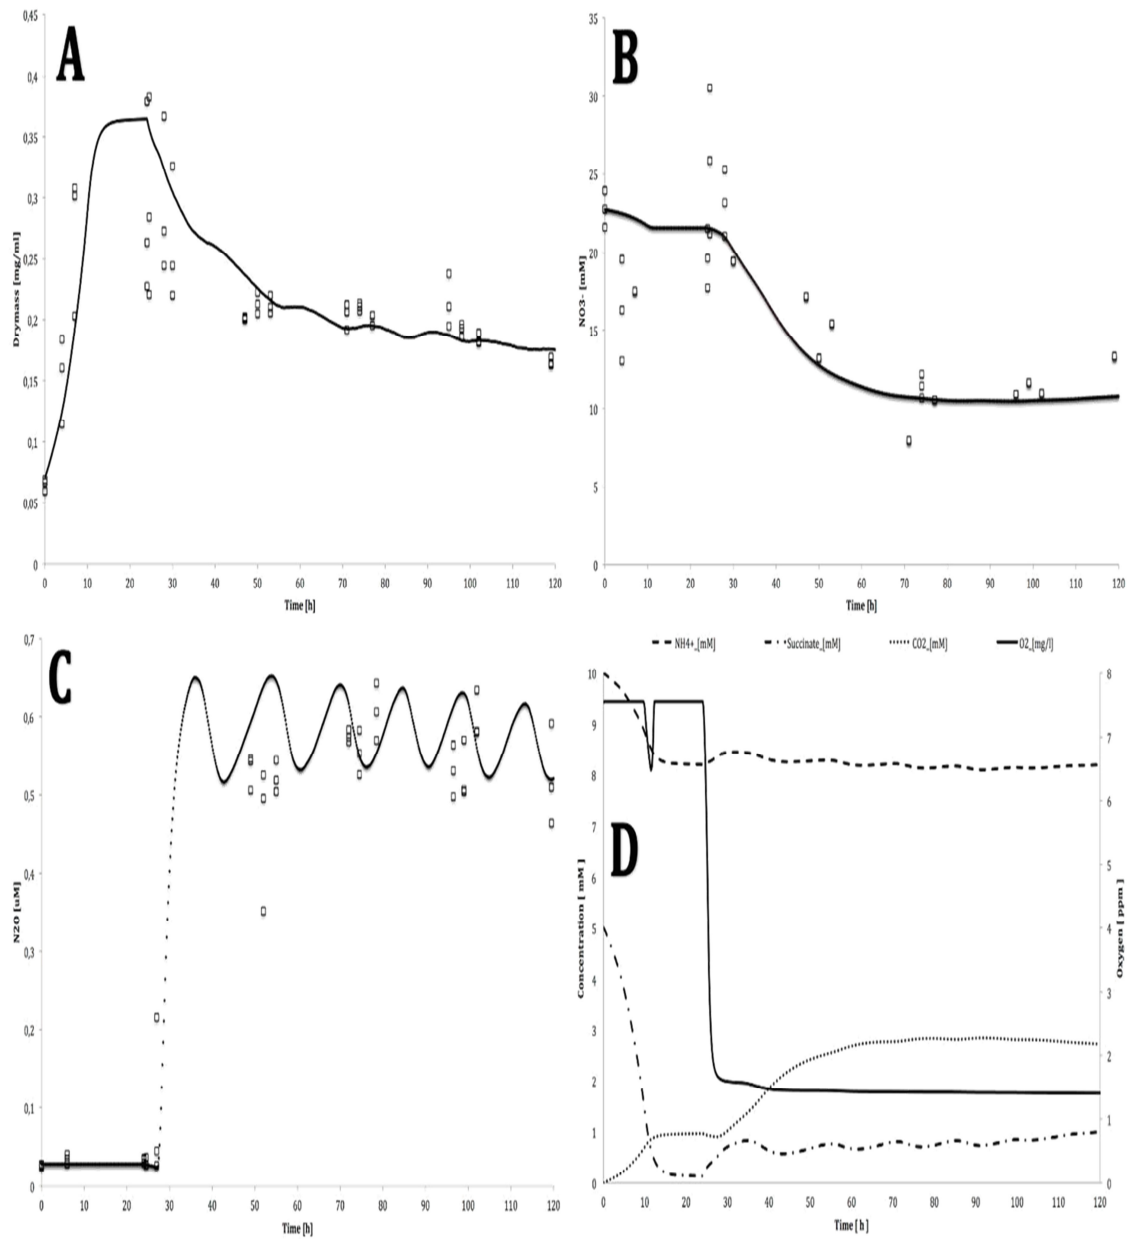 A
0,45
0,4
0,35
0,3
0,25
0,2
0,15
0,1
0,05
0
Drymass [mg/ml]
0 10 20 30 40 50 60 70 80 90 100 110 120
Time [h]
B
35
30
25
20
15
10
5
0
NO3- [mM]
0 10 20 30 40 50 60 70 80 90 100 110 120
Time [h]
C
0,7
0,6
0,5
0,4
0,3
0,2
0,1
0
N20 [uM]
0 10 20 30 40 50 60 70 80 90 100 110 120
Time [h]
NH4+_[mM] Succinate_[mM] CO2_[mM] O2_[mg/l]
D
10
9
8
7
6
5
4
3
2
1
0
Concentration [ mM ]
8
7
6
5
4
3
2
1
0
Oxygen [ ppm ]
0 10 20 30 40 50 60 70 80 90 100 110 120
Time [ h ]